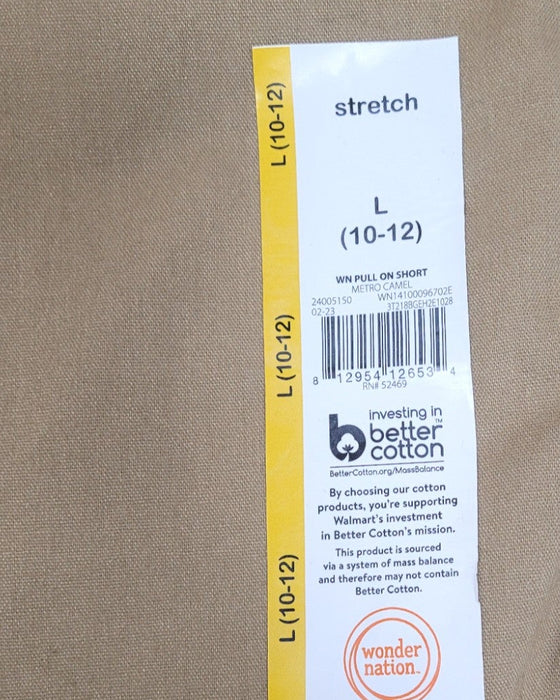 L (10-12)
L (10-12)
L (10-12)
stretch
L
(10-12)
WN PULL ON SHORT
METRO CAMEL
24005150 WN14100096702E
02-23 3T218BGEH2E1028
8 12954 12653 4
RN# 52469
investing in
better™
cotton
BetterCotton.org/MassBalance
By choosing our cotton
products, you're supporting
Walmart's investment
in Better Cotton's mission.
This product is sourced
via a system of mass balance
and therefore may not contain
Better Cotton.
wonder
nation™